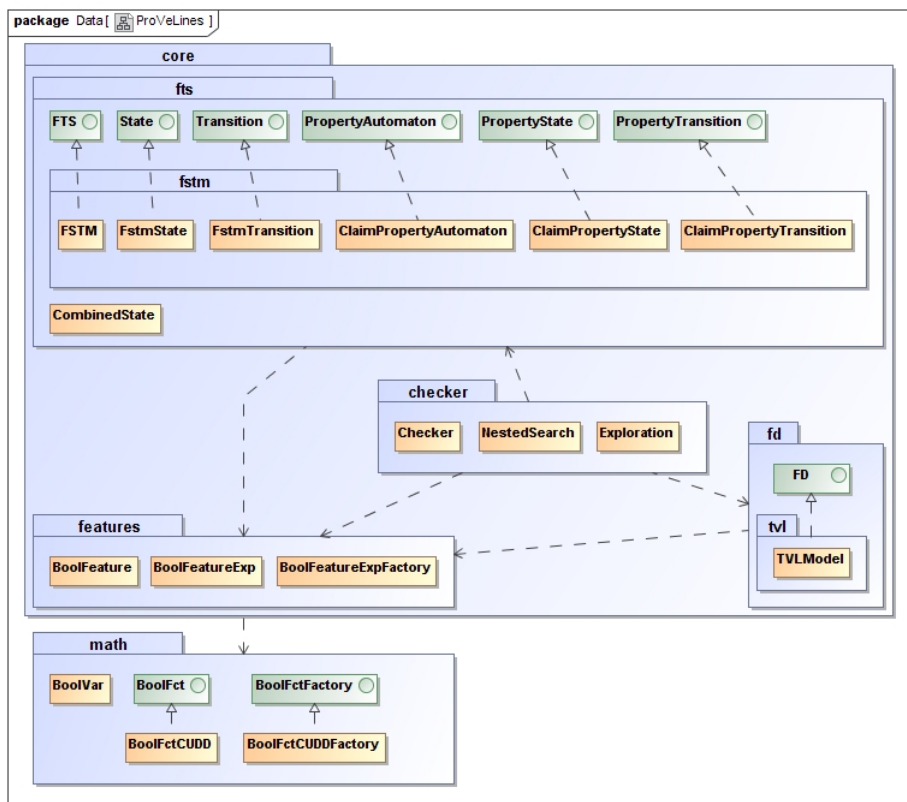 package Data[ ProVeLines ]
core
fts
FTS State Transition PropertyAutomaton PropertyState PropertyTransition
fstm
FSTM FstmState FstmTransition ClaimPropertyAutomaton ClaimPropertyState ClaimPropertyTransition
CombinedState
checker
Checker NestedSearch Exploration
fd
FD
features
tvl
BoolFeature BoolFeatureExp BoolFeatureExpFactory
TVLModel
math
BoolVar BoolFct BoolFctFactory
BoolFctCUDD BoolFctCUDDFactory